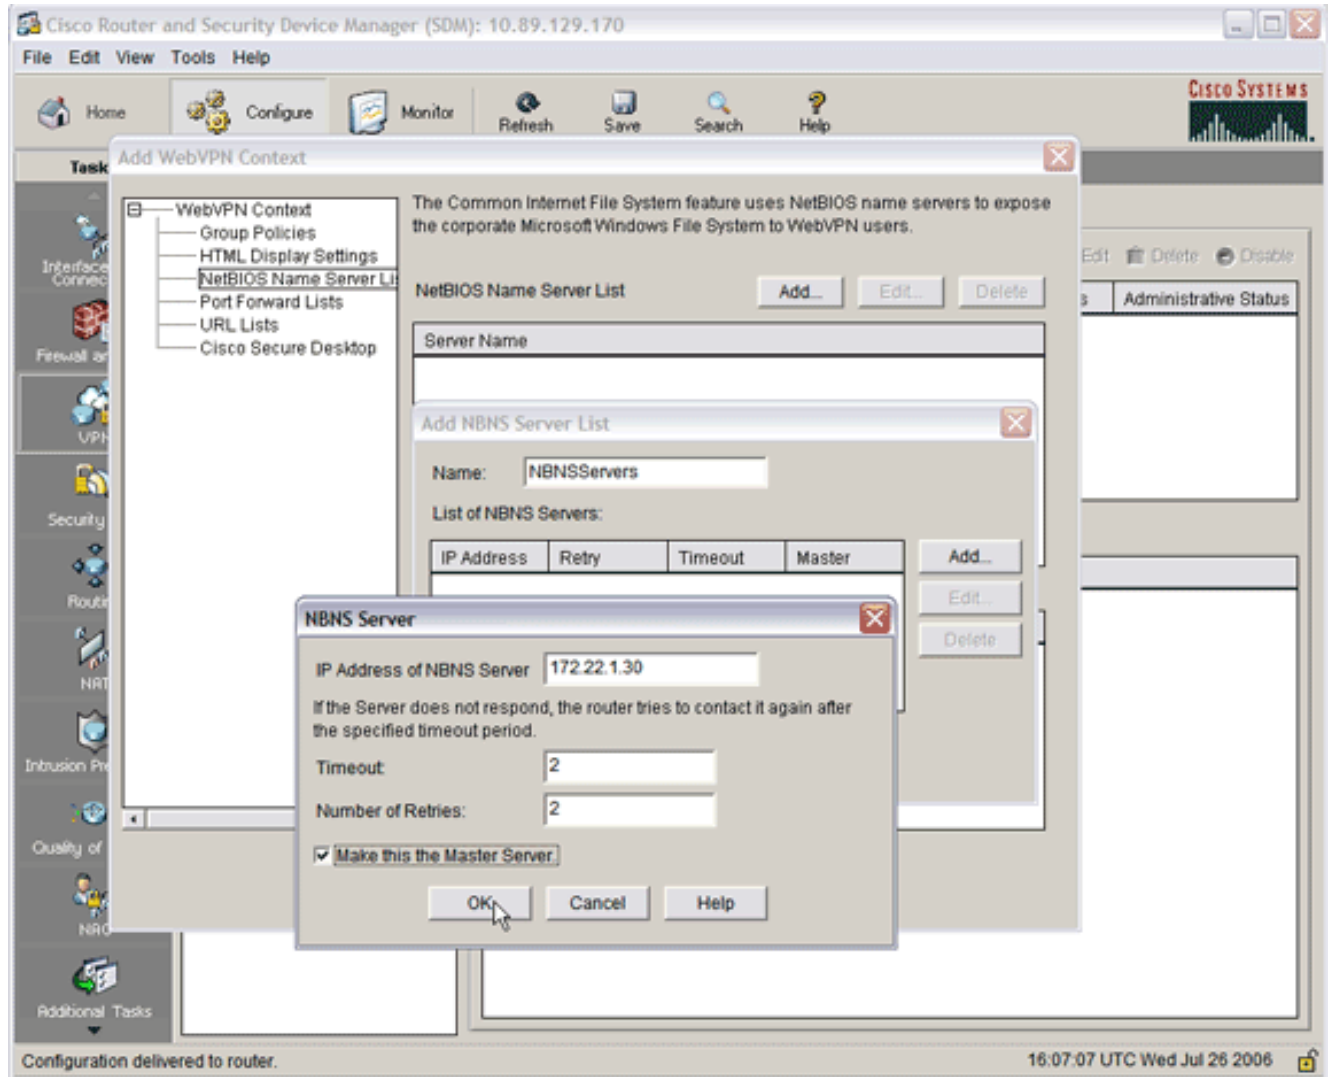 Cisco Router and Security Device Manager (SDM): 10.89.129.170
File Edit View Tools Help
Home Configure Monitor Refresh Save Search Help
CISCO SYSTEMS
Task
Add WebVPN Context
WebVPN Context
Group Policies
HTML Display Settings
NetBIOS Name Server Li
Port Forward Lists
URL Lists
Cisco Secure Desktop
The Common Internet File System feature uses NetBIOS name servers to expose
the corporate Microsoft Windows File System to WebVPN users.
NetBIOS Name Server List
Add... Edit... Delete
Server Name
Edit Delete Disable
s Administrative Status
Interface
Connec
Firewall a
VPN
Security
Routi
NAT
Intrusion Pre
Quality of
NAC
Additional Tasks
Add NBNS Server List
Name: NBNSServers
List of NBNS Servers:
IP Address Retry Timeout Master
Add...
Edit...
Delete
NBNS Server
IP Address of NBNS Server 172.22.1.30
If the Server does not respond, the router tries to contact it again after
the specified timeout period.
Timeout: 2
Number of Retries: 2
Make this the Master Server.
OK Cancel Help
Configuration delivered to router.
16:07:07 UTC Wed Jul 26 2006